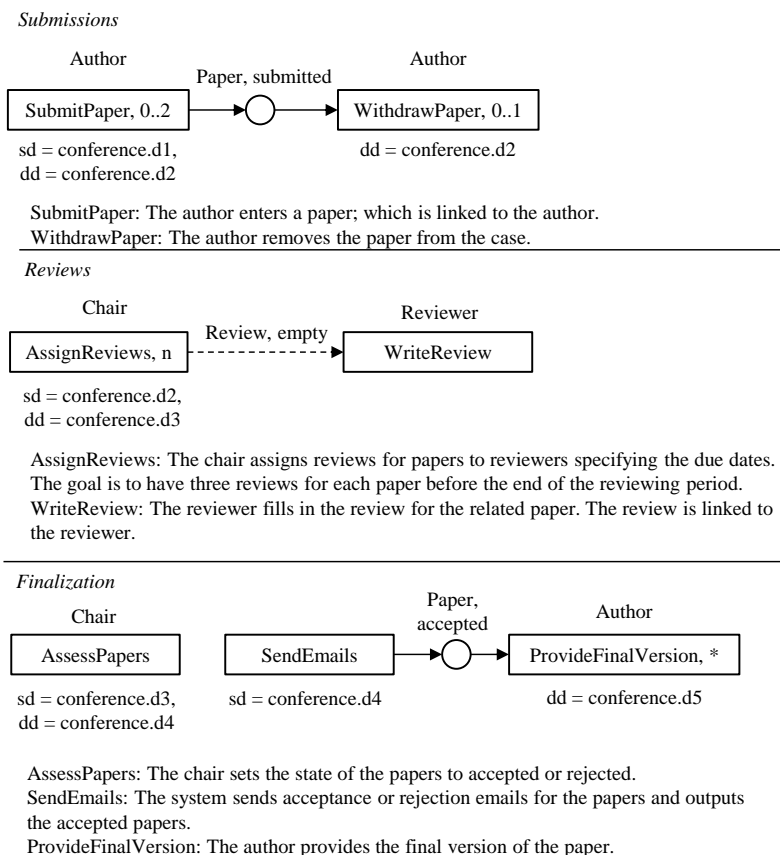 Submissions
Author
Author
Paper, submitted
SubmitPaper, 0..2
WithdrawPaper, 0..1
sd = conference.d1,
dd = conference.d2
dd = conference.d2
SubmitPaper: The author enters a paper; which is linked to the author.
WithdrawPaper: The author removes the paper from the case.
Reviews
Chair
Reviewer
Review, empty
AssignReviews, n
WriteReview
sd = conference.d2,
dd = conference.d3
AssignReviews: The chair assigns reviews for papers to reviewers specifying the due dates.
The goal is to have three reviews for each paper before the end of the reviewing period.
WriteReview: The reviewer fills in the review for the related paper. The review is linked to
the reviewer.
Finalization
Chair
Paper,
accepted
Author
AssessPapers
SendEmails
ProvideFinalVersion, *
sd = conference.d3,
dd = conference.d4
sd = conference.d4
dd = conference.d5
AssessPapers: The chair sets the state of the papers to accepted or rejected.
SendEmails: The system sends acceptance or rejection emails for the papers and outputs
the accepted papers.
ProvideFinalVersion: The author provides the final version of the paper.